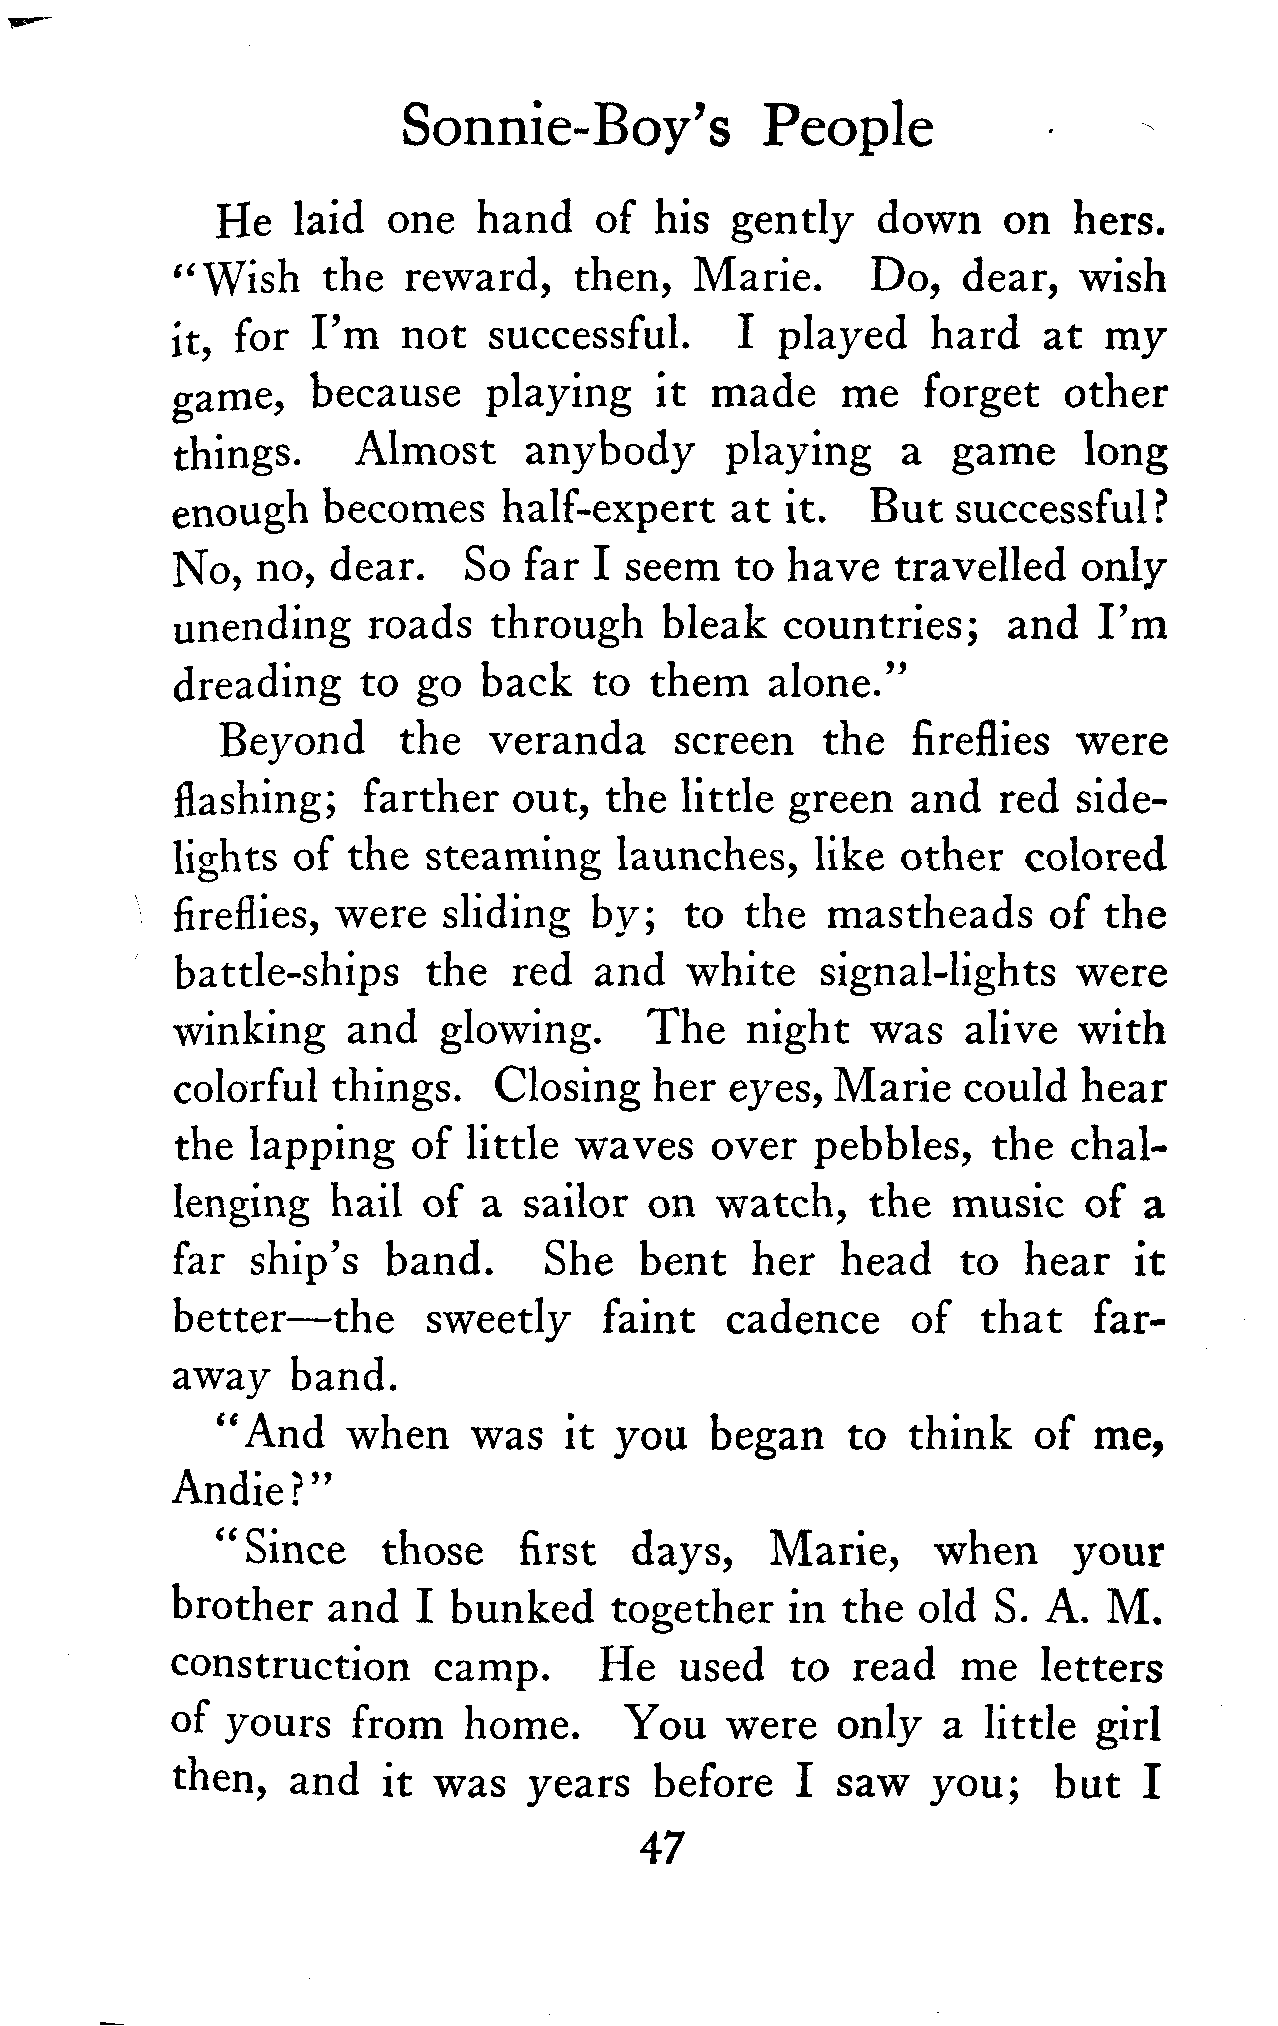 Sonnie-Boy's People
He laid one hand of his gently down on hers.
"Wish the reward, then, Marie. Do, dear, wish
it, for I'm not successful. I played hard at my
game, because playing it made me forget other
things. Almost anybody playing a game long
enough becomes half-expert at it. But successful?
No, no, dear. So far I seem to have travelled only
unending roads through bleak countries; and I'm
dreading to go back to them alone."
Beyond the veranda screen the fireflies were
flashing; farther out, the little green and red side-
lights of the steaming launches, like other colored
fireflies, were sliding by; to the mastheads of the
battle-ships the red and white signal-lights were
winking and glowing. The night was alive with
colorful things. Closing her eyes, Marie could hear
the lapping of little waves over pebbles, the chal-
lenging hail of a sailor on watch, the music of a
far ship's band. She bent her head to hear it
better—the sweetly faint cadence of that far-
away band.
"And when was it you began to think of me,
Andie?"
"Since those first days, Marie, when your
brother and I bunked together in the old S. A. M.
construction camp. He used to read me letters
of yours from home. You were only a little girl
then, and it was years before I saw you; but I
47